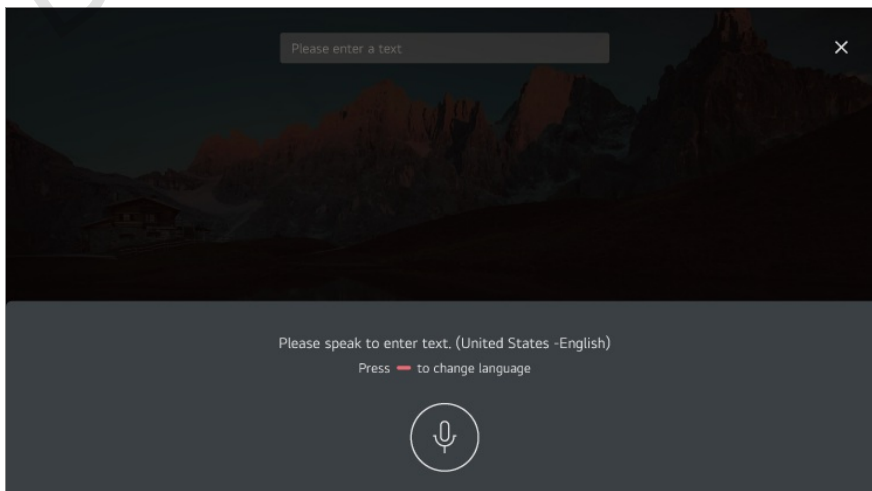 Please enter a text
Please speak to enter text. (United States -English)
Press to change language